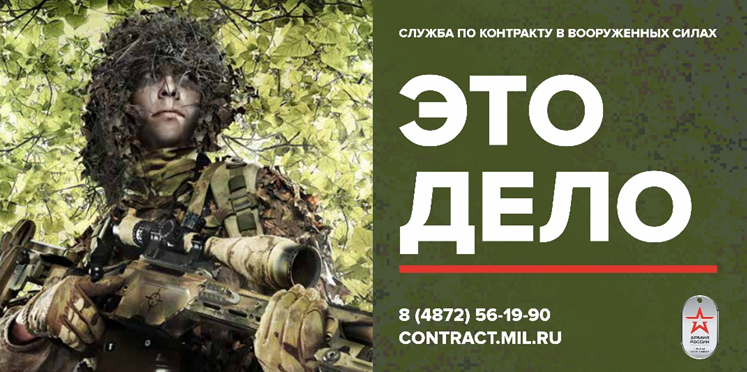 СЛУЖБА ПО КОНТРАКТУ В ВООРУЖЕННЫХ СИЛАХ
ЭТО
ДЕЛО
8 (4872) 56-19-90
CONTRACT.MIL.RU
АРМИЯ
РОССИИ